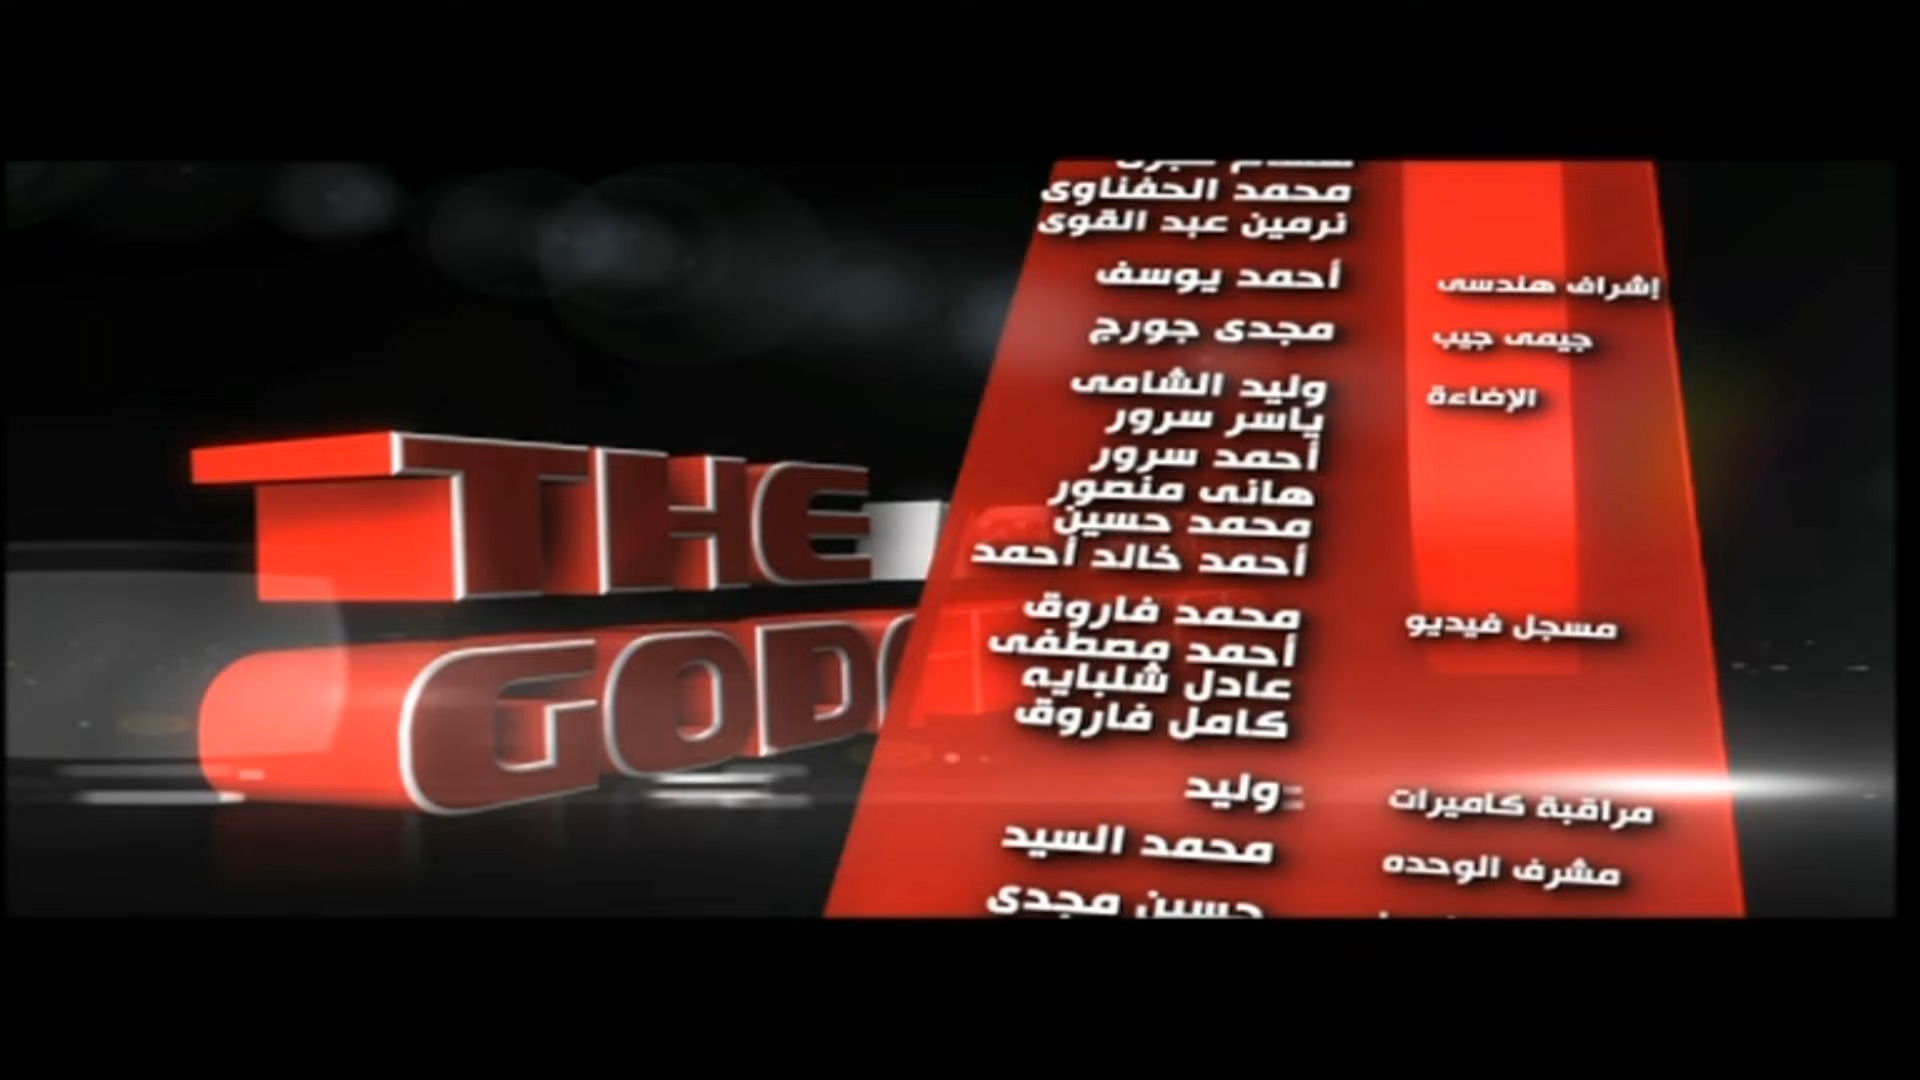 THE
محمد الحفناوى
نرمين عبد القوى
إشراف هندسى أحمد يوسف
جيمى جيب مجدى جورج
الإضاءة وليد الشامى
ياسر سرور
أحمد سرور
هانى منصور
محمد حسين
أحمد خالد أحمد
مسجل فيديو محمد فاروق
أحمد مصطفى
عادل شلبايه
كامل فاروق
مراقبة كاميرات وليد
مشرف الوحده محمد السيد
حسين مجدى